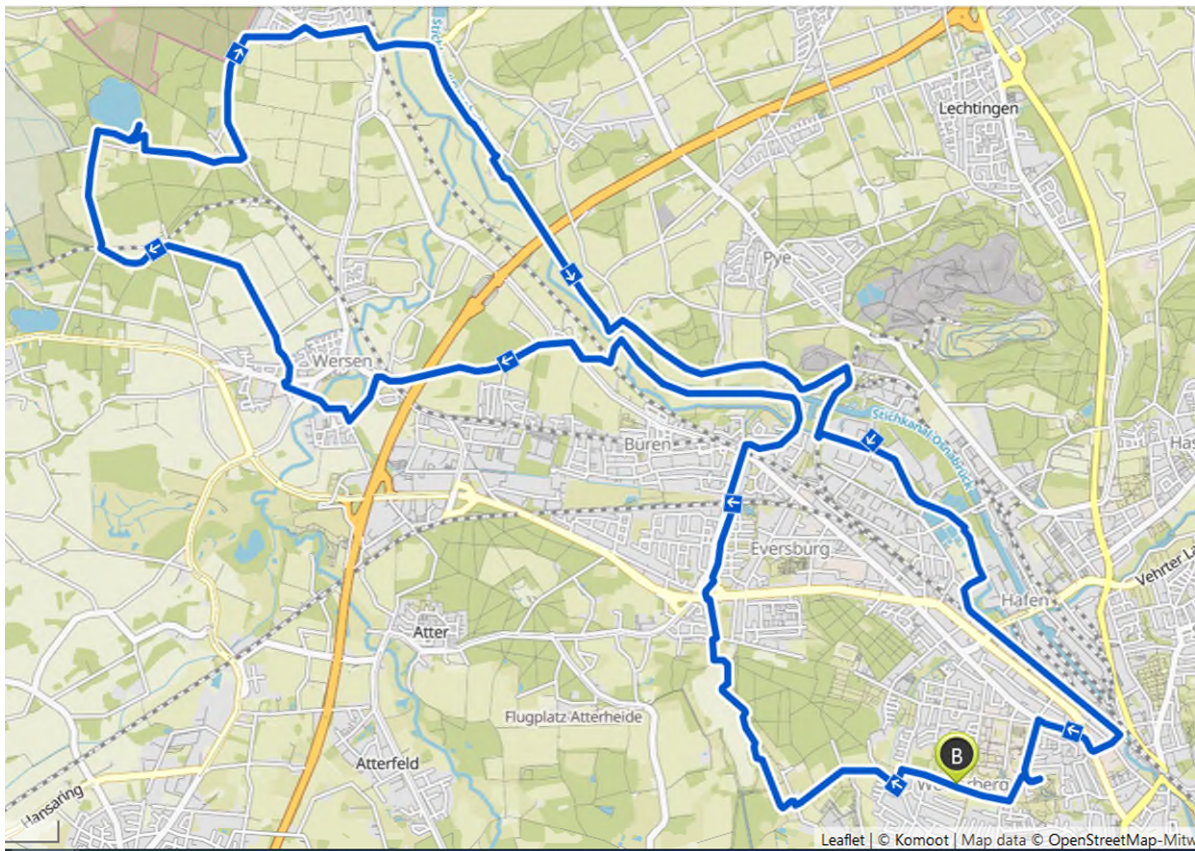 Lechtingen
Pye
Wersen
Stichkanal Osnabrück
Büren
Eversburg
Vehrter La
Hafen
Atter
Flugplatz Atterheide
Atterfeld
B
Hansaring
Leaflet | © Komoot | Map data © OpenStreetMap-Mitw